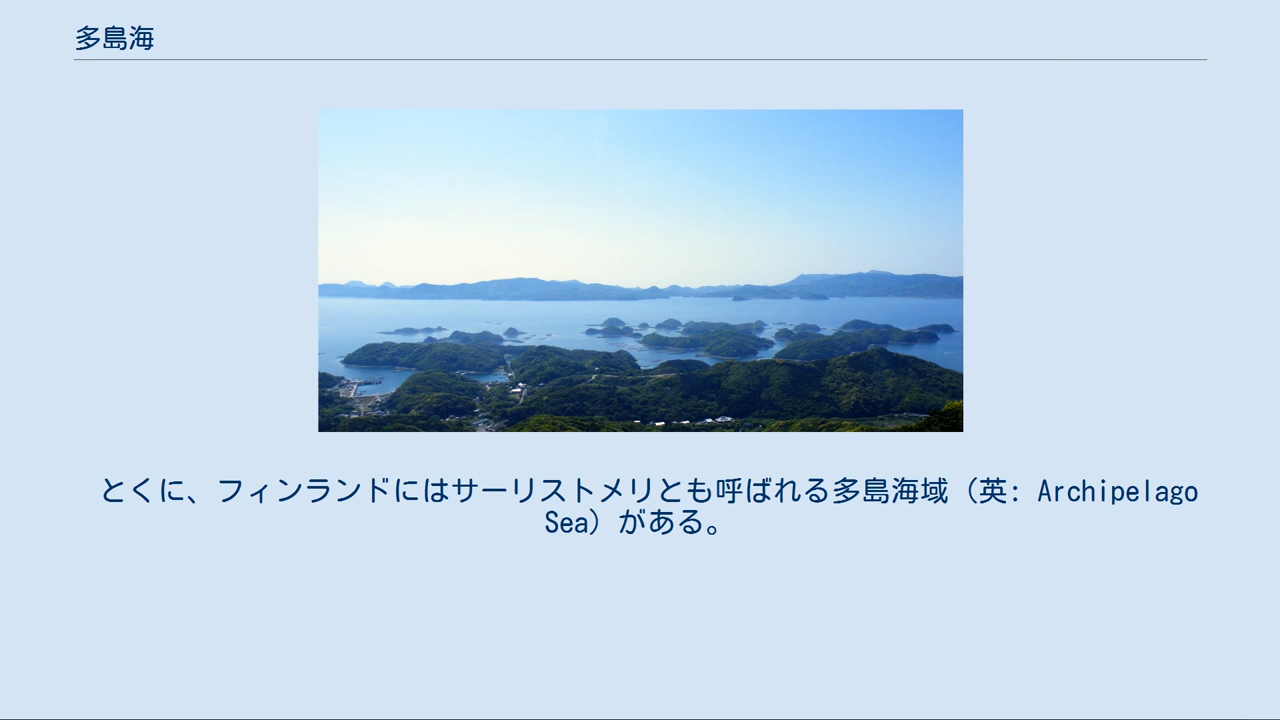 多島海
とくに、フィンランドにはサーリストメリとも呼ばれる多島海域（英: Archipelago
Sea）がある。